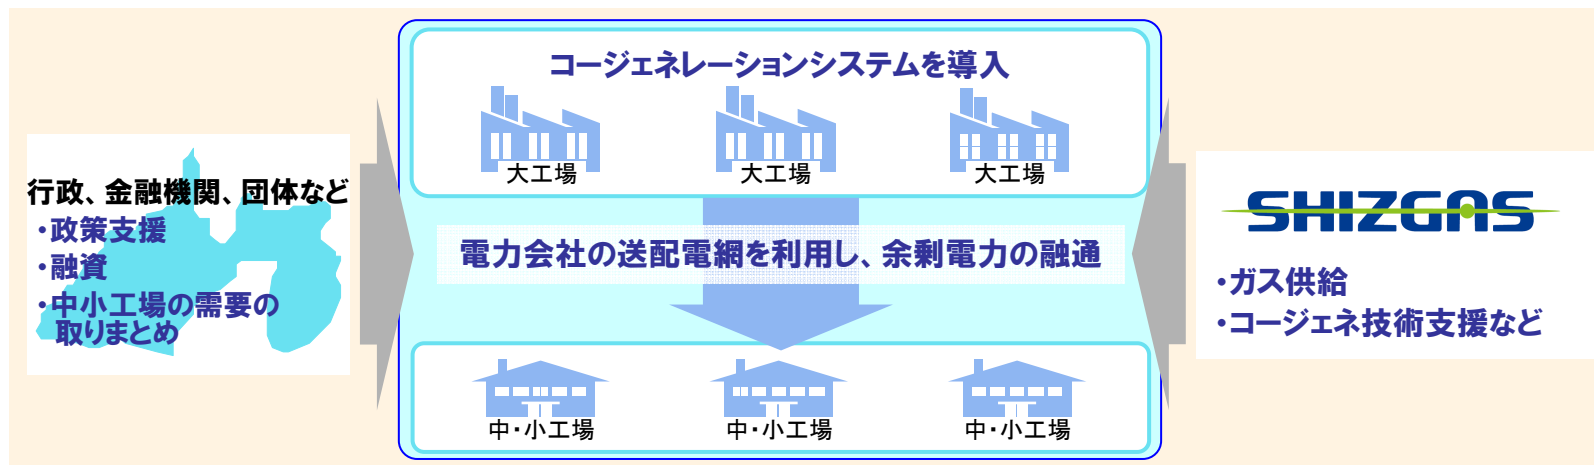 コージェネレーションシステムを導入
大工場
大工場
大工場
行政、金融機関、団体など
・政策支援
・融資
・中小工場の需要の
取りまとめ
電力会社の送配電網を利用し、余剰電力の融通
SHIZGAS
・ガス供給
・コージェネ技術支援など
中・小工場
中・小工場
中・小工場